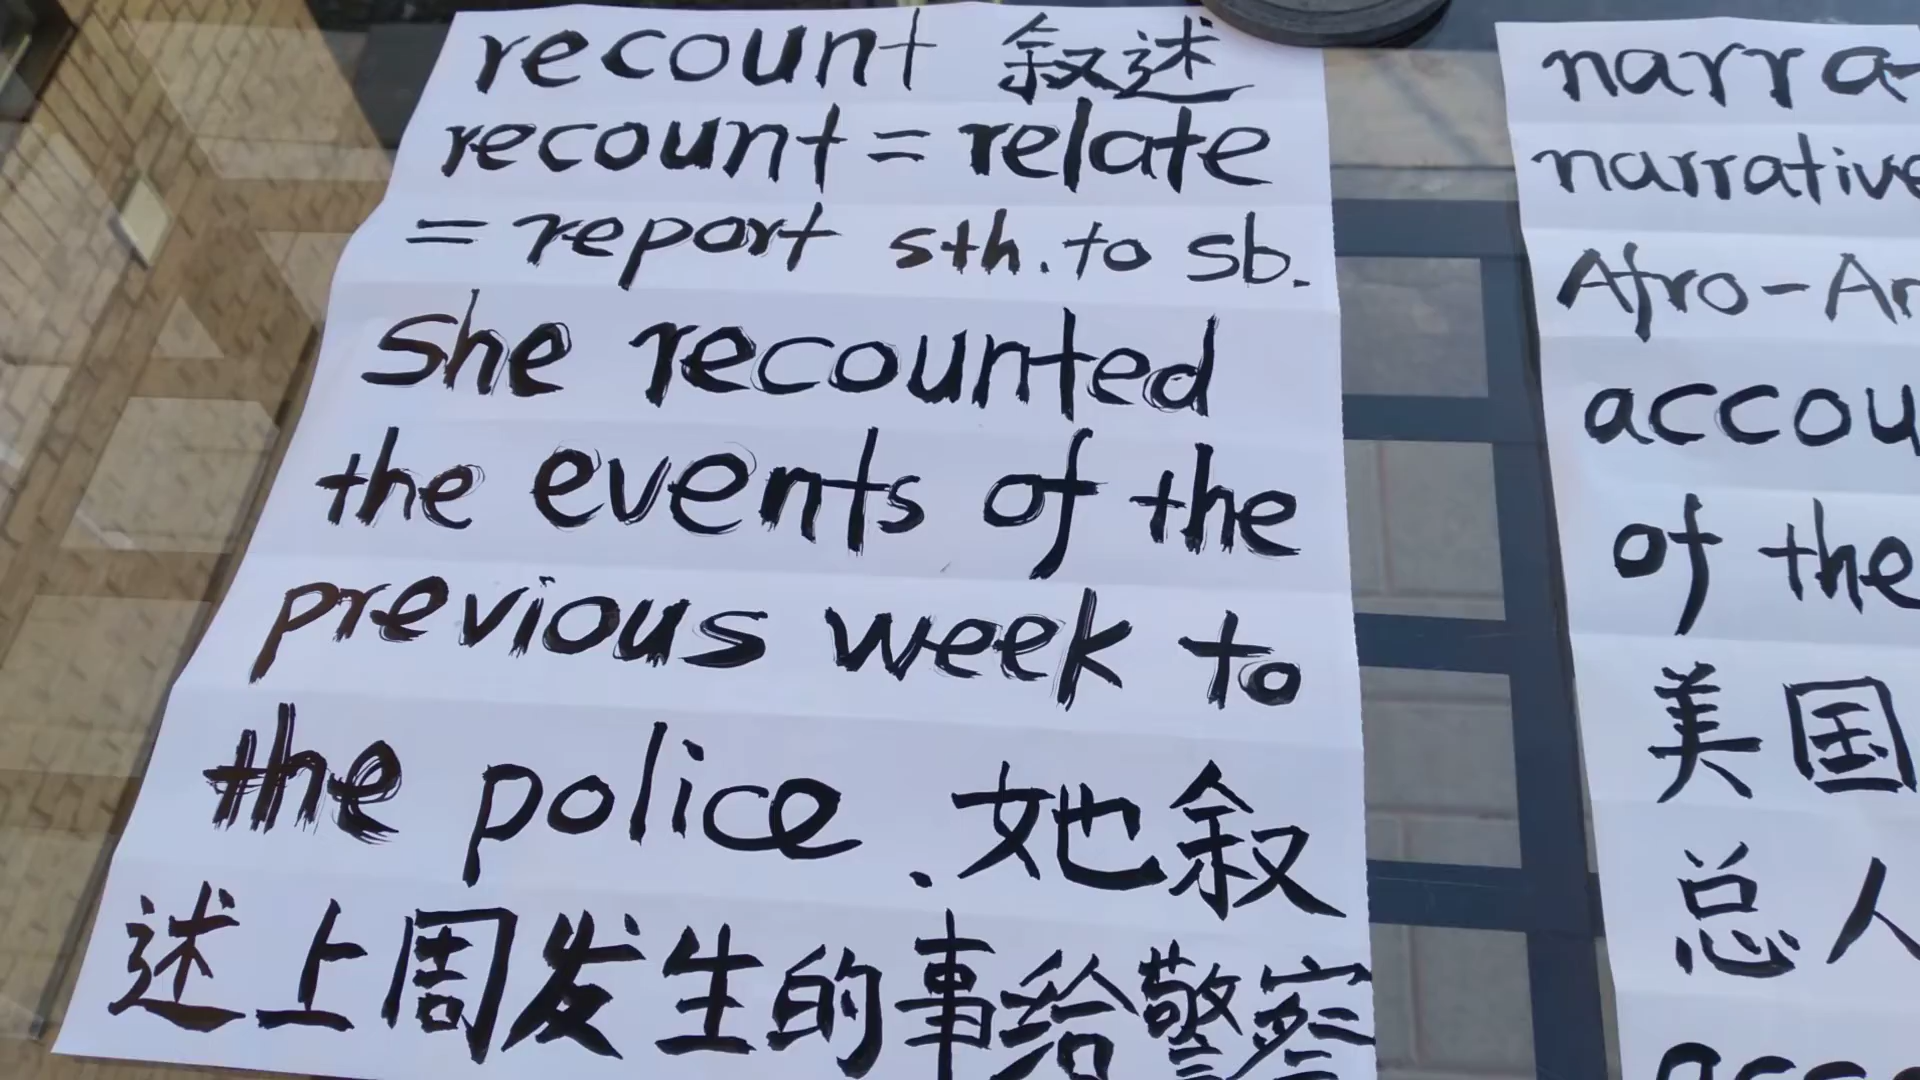 recount 叙述
recount = relate
= report sth. to sb.
She recounted
the events of the
previous week to
the police. 她叙
述上周发生的事给警察
narra-
narrative
Afro-
of the
美国
总人